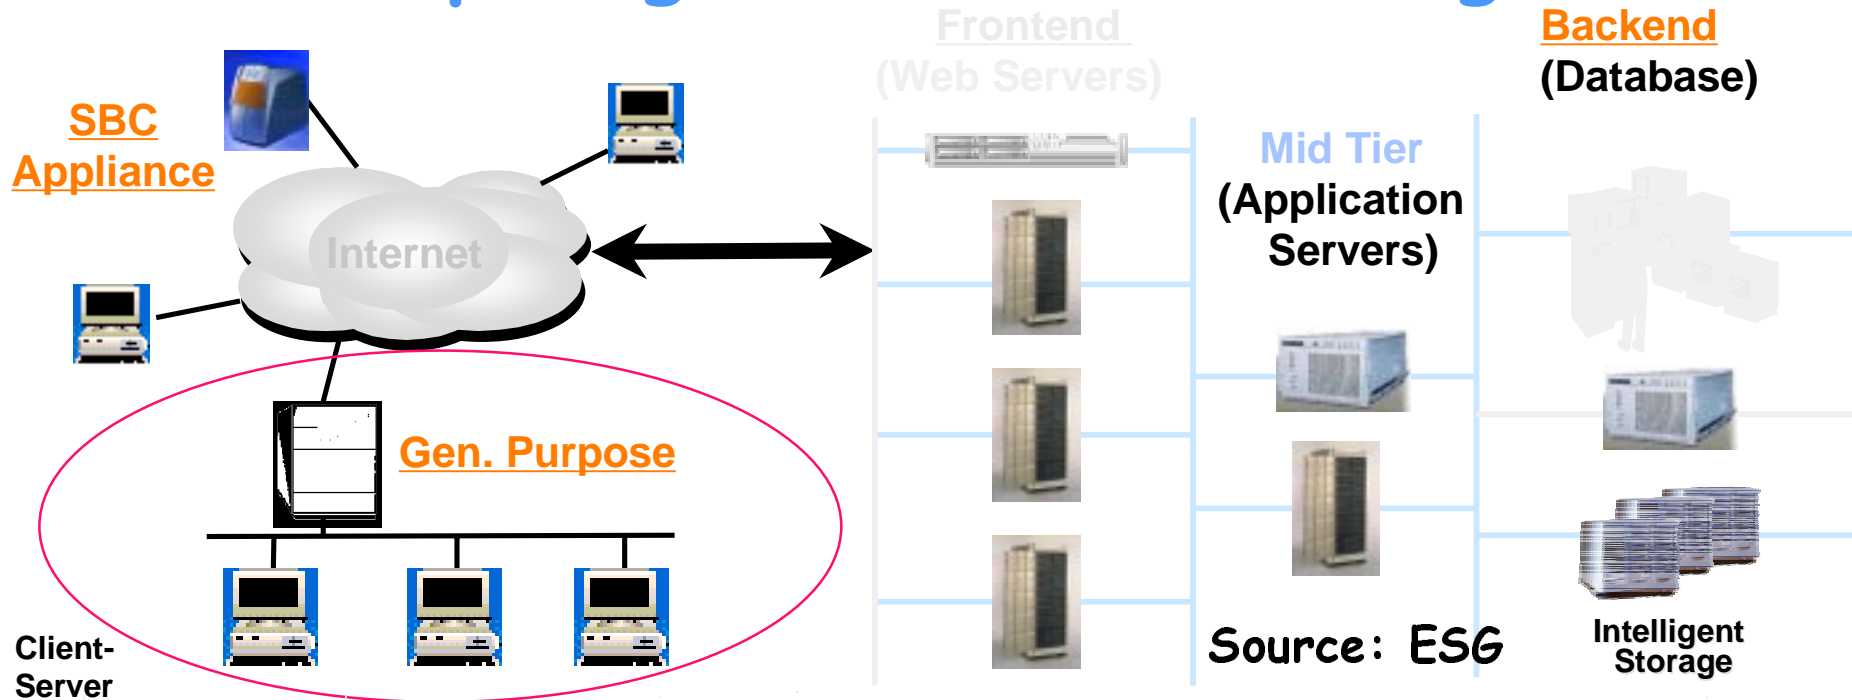 Frontend
(Web Servers)
Backend
(Database)
SBC
Appliance
Mid Tier
(Application
Servers)
Internet
Gen. Purpose
Client-
Server
Source: ESG
Intelligent
Storage